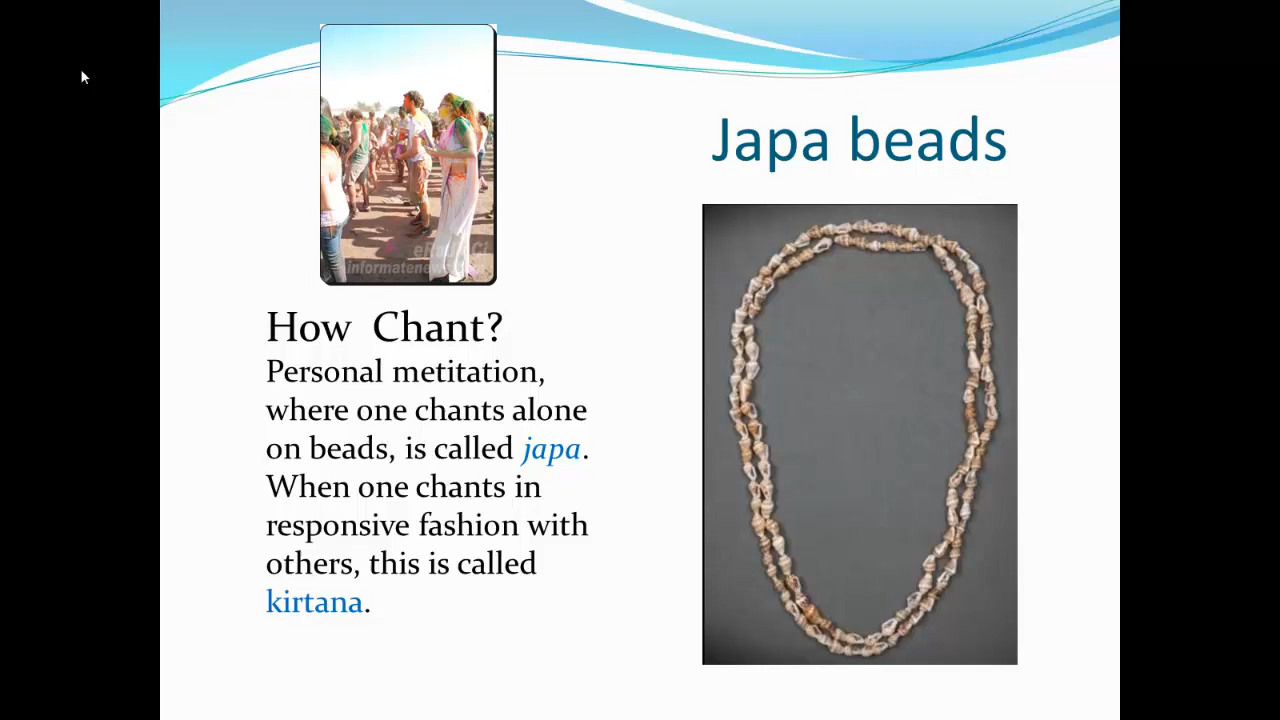 Japa beads
How Chant?
Personal metitation,
where one chants alone
on beads, is called japa.
When one chants in
responsive fashion with
others, this is called
kirtana.